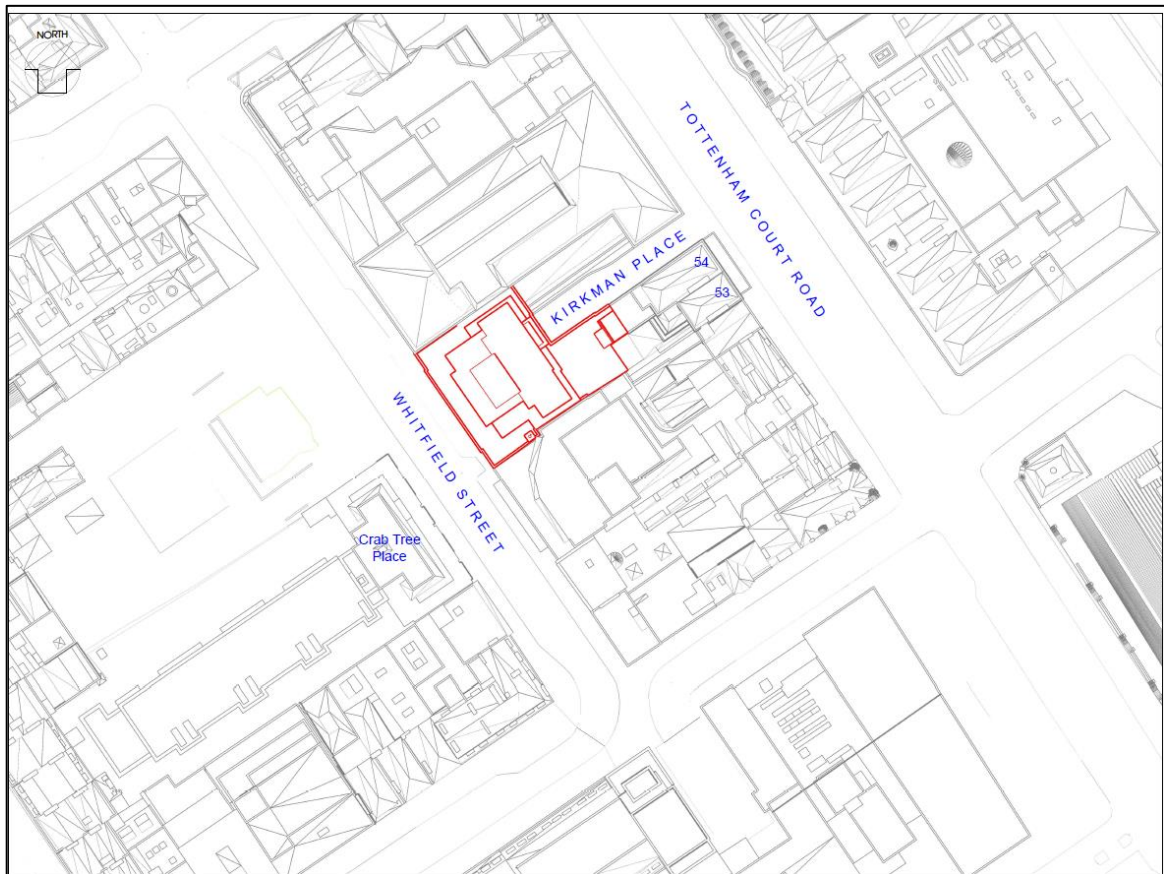 NORTH
TOTTENHAM COURT ROAD
KIRKMAN PLACE
54
53
WHITFIELD STREET
Crab Tree
Place